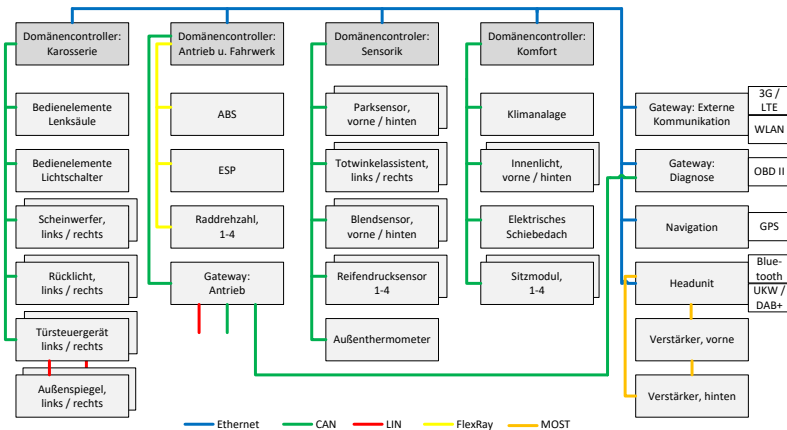 Domänencontroller:
Karosserie
Domänencontroller:
Antrieb u. Fahrwerk
Domänencontroler:
Sensorik
Domänencontroller:
Komfort
Bedienelemente
Lenksäule
ABS
Parksensor,
vorne / hinten
Klimanalage
Gateway: Externe
Kommunikation
3G /
LTE
WLAN
Bedienelemente
Lichtschalter
ESP
Totwinkelassistent,
links / rechts
Innenlicht,
vorne / hinten
Gateway:
Diagnose
OBD II
Scheinwerfer,
links / rechts
Raddrehzahl,
1-4
Blendsensor,
vorne / hinten
Elektrisches
Schiebedach
Navigation
GPS
Rücklicht,
links / rechts
Gateway:
Antrieb
Reifendrucksensor
1-4
Sitzmodul,
1-4
Headunit
Blue-
tooth
UKW /
DAB+
Türsteuergerät
links / rechts
Außenthermometer
Verstärker, vorne
Außenspiegel,
links / rechts
Verstärker, hinten
Ethernet
CAN
LIN
FlexRay
MOST